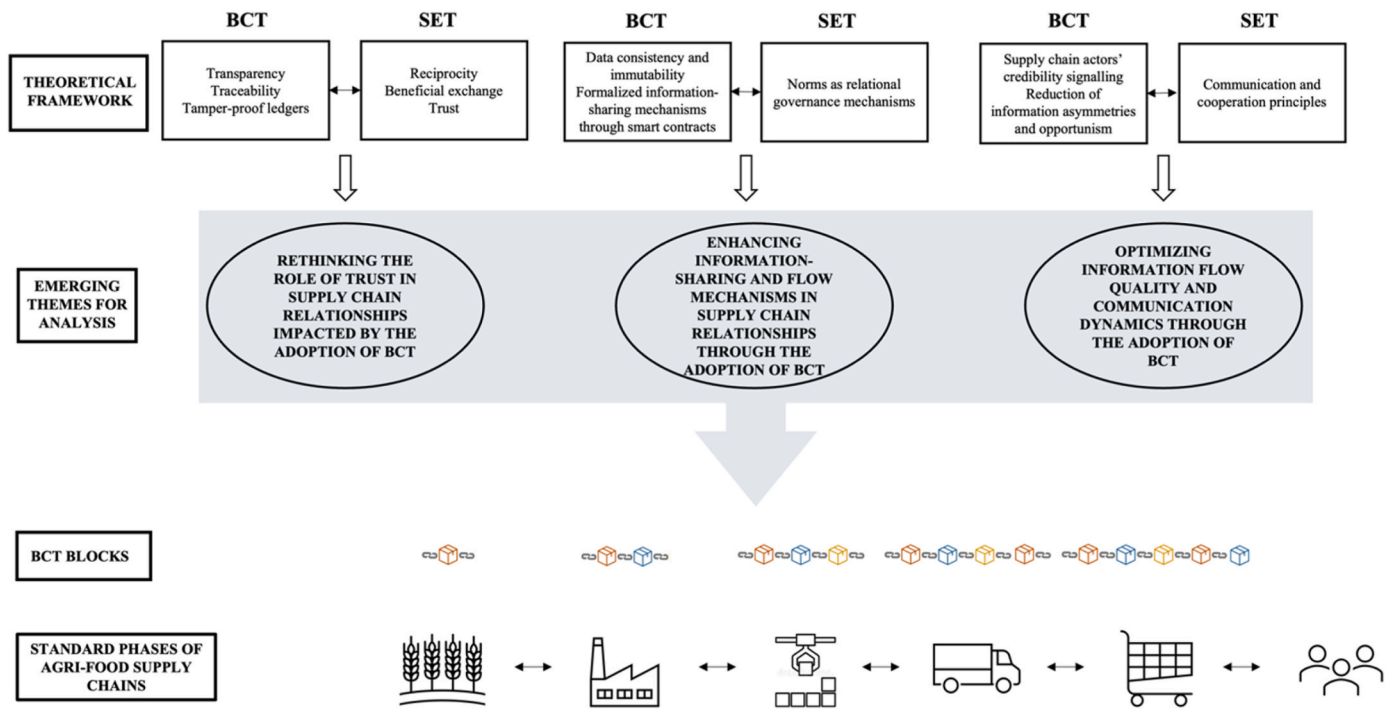 BCT
SET
BCT
SET
BCT
SET
THEORETICAL
FRAMEWORK
Transparency
Traceability
Tamper-proof ledgers
Reciprocity
Beneficial exchange
Trust
Data consistency and
immutability
Formalized information-
sharing mechanisms
through smart contracts
Norms as relational
governance mechanisms
Supply chain actors'
credibility signalling
Reduction of
information asymmetries
and opportunism
Communication and
cooperation principles
EMERGING
THEMES FOR
ANALYSIS
RETHINKING THE
ROLE OF TRUST IN
SUPPLY CHAIN
RELATIONSHIPS
IMPACTED BY THE
ADOPTION OF BCT
ENHANCING
INFORMATION-
SHARING AND FLOW
MECHANISMS IN
SUPPLY CHAIN
RELATIONSHIPS
THROUGH THE
ADOPTION OF BCT
OPTIMIZING
INFORMATION FLOW
QUALITY AND
COMMUNICATION
DYNAMICS THROUGH
THE ADOPTION OF
BCT
BCT BLOCKS
STANDARD PHASES OF
AGRI-FOOD SUPPLY
CHAINS